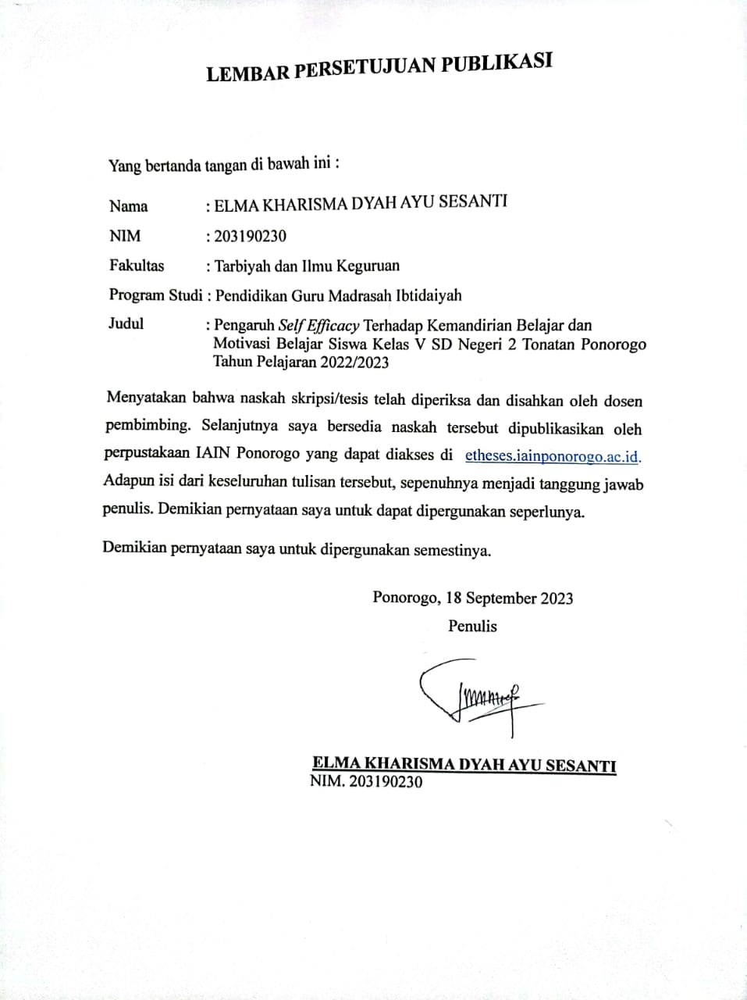 LEMBAR PERSETUJUAN PUBLIKASI
Yang bertanda tangan di bawah ini :
Nama : ELMA KHARISMA DYAH AYU SESANTI
NIM : 203190230
Fakultas : Tarbiyah dan Ilmu Keguruan
Program Studi : Pendidikan Guru Madrasah Ibtidaiyah
Judul : Pengaruh Self Efficacy Terhadap Kemandirian Belajar dan
Motivasi Belajar Siswa Kelas V SD Negeri 2 Tonatan Ponorogo
Tahun Pelajaran 2022/2023
Menyatakan bahwa naskah skripsi/tesis telah diperiksa dan disahkan oleh dosen
pembimbing. Selanjutnya saya bersedia naskah tersebut dipublikasikan oleh
perpustakaan IAIN Ponorogo yang dapat diakses di etheses.iainponorogo.ac.id.
Adapun isi dari keseluruhan tulisan tersebut, sepenuhnya menjadi tanggung jawab
penulis. Demikian pernyataan saya untuk dapat dipergunakan seperlunya.
Demikian pernyataan saya untuk dipergunakan semestinya.
Ponorogo, 18 September 2023
Penulis
ELMA KHARISMA DYAH AYU SESANTI
NIM. 203190230